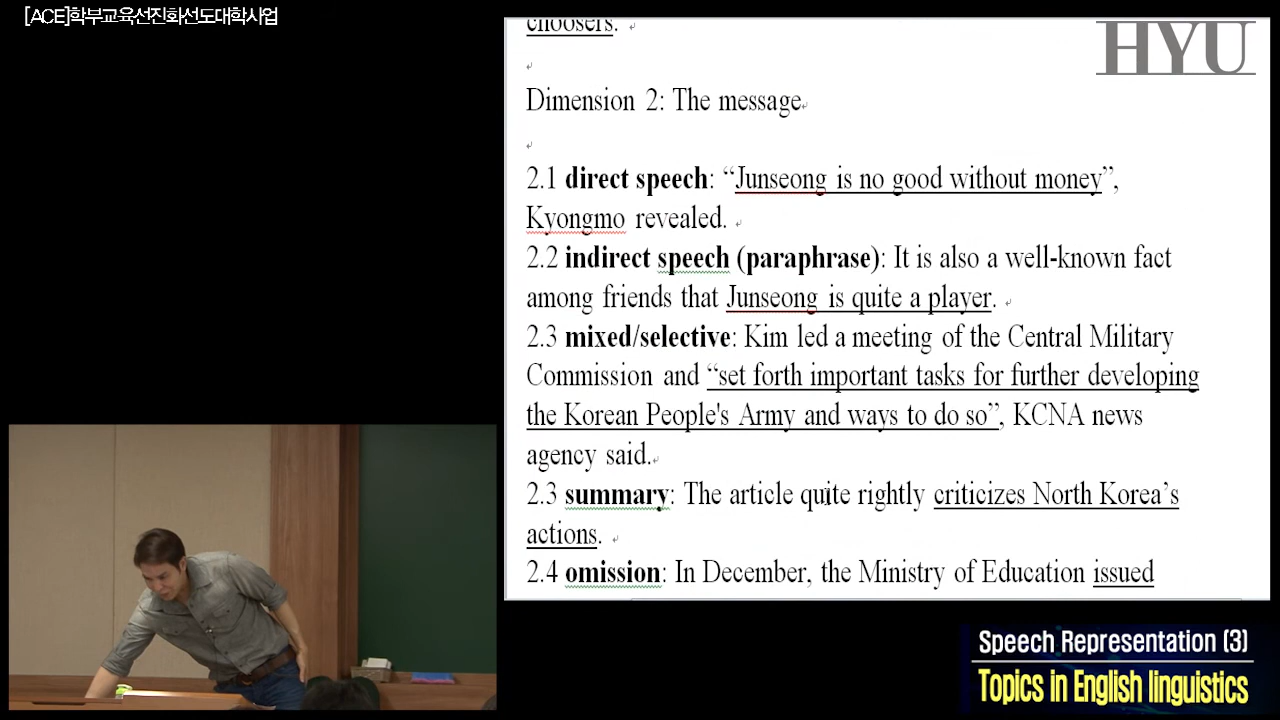 [ACE]학부교육선진화선도대학사업
choosers.
HYU
Dimension 2: The message
2.1 direct speech: “Junseong is no good without money”,
Kyongmo revealed.
2.2 indirect speech (paraphrase): It is also a well-known fact
among friends that Junseong is quite a player.
2.3 mixed/selective: Kim led a meeting of the Central Military
Commission and “set forth important tasks for further developing
the Korean People's Army and ways to do so”, KCNA news
agency said.
2.3 summary: The article quite rightly criticizes North Korea’s
actions.
2.4 omission: In December, the Ministry of Education issued
Speech Representation (3)
Topics in English linguistics